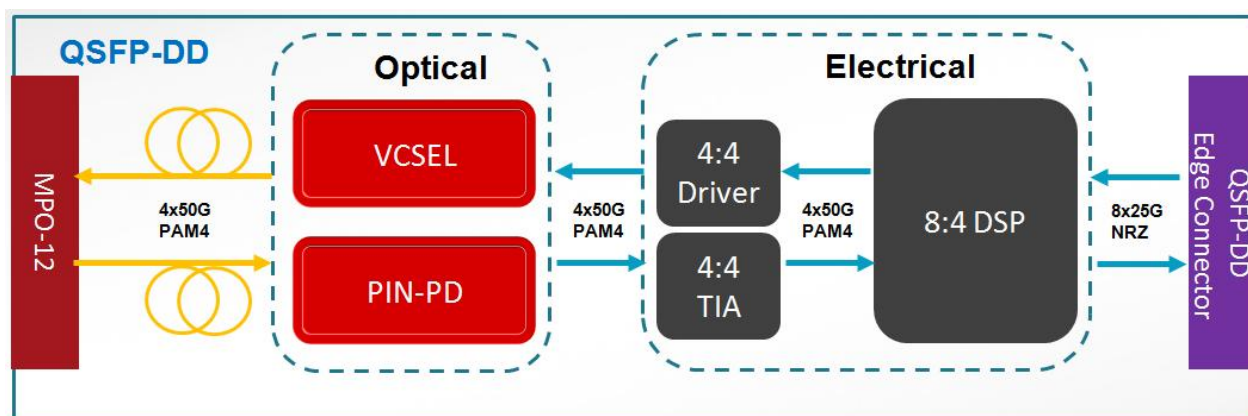 QSFP-DD
Optical
Electrical
MPO-12
4x50G
PAM4
VCSEL
PIN-PD
4x50G
PAM4
4:4
Driver
4:4
TIA
4x50G
PAM4
8:4 DSP
8x25G
NRZ
QSFP-DD
Edge Connector